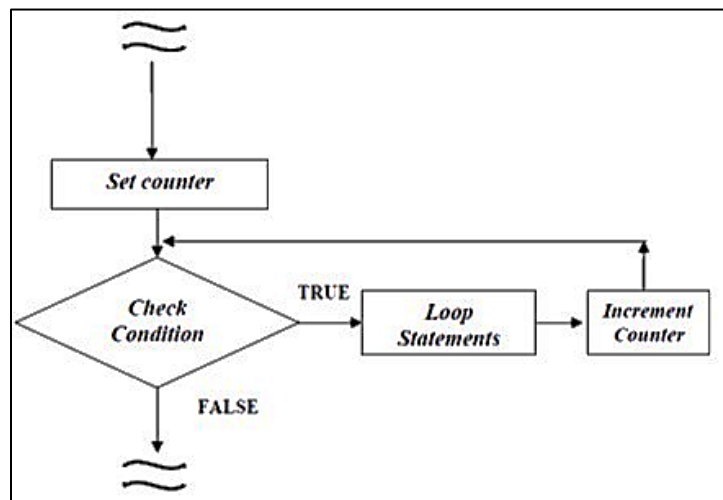 Set counter
Check
Condition
TRUE
Loop
Statements
Increment
Counter
FALSE